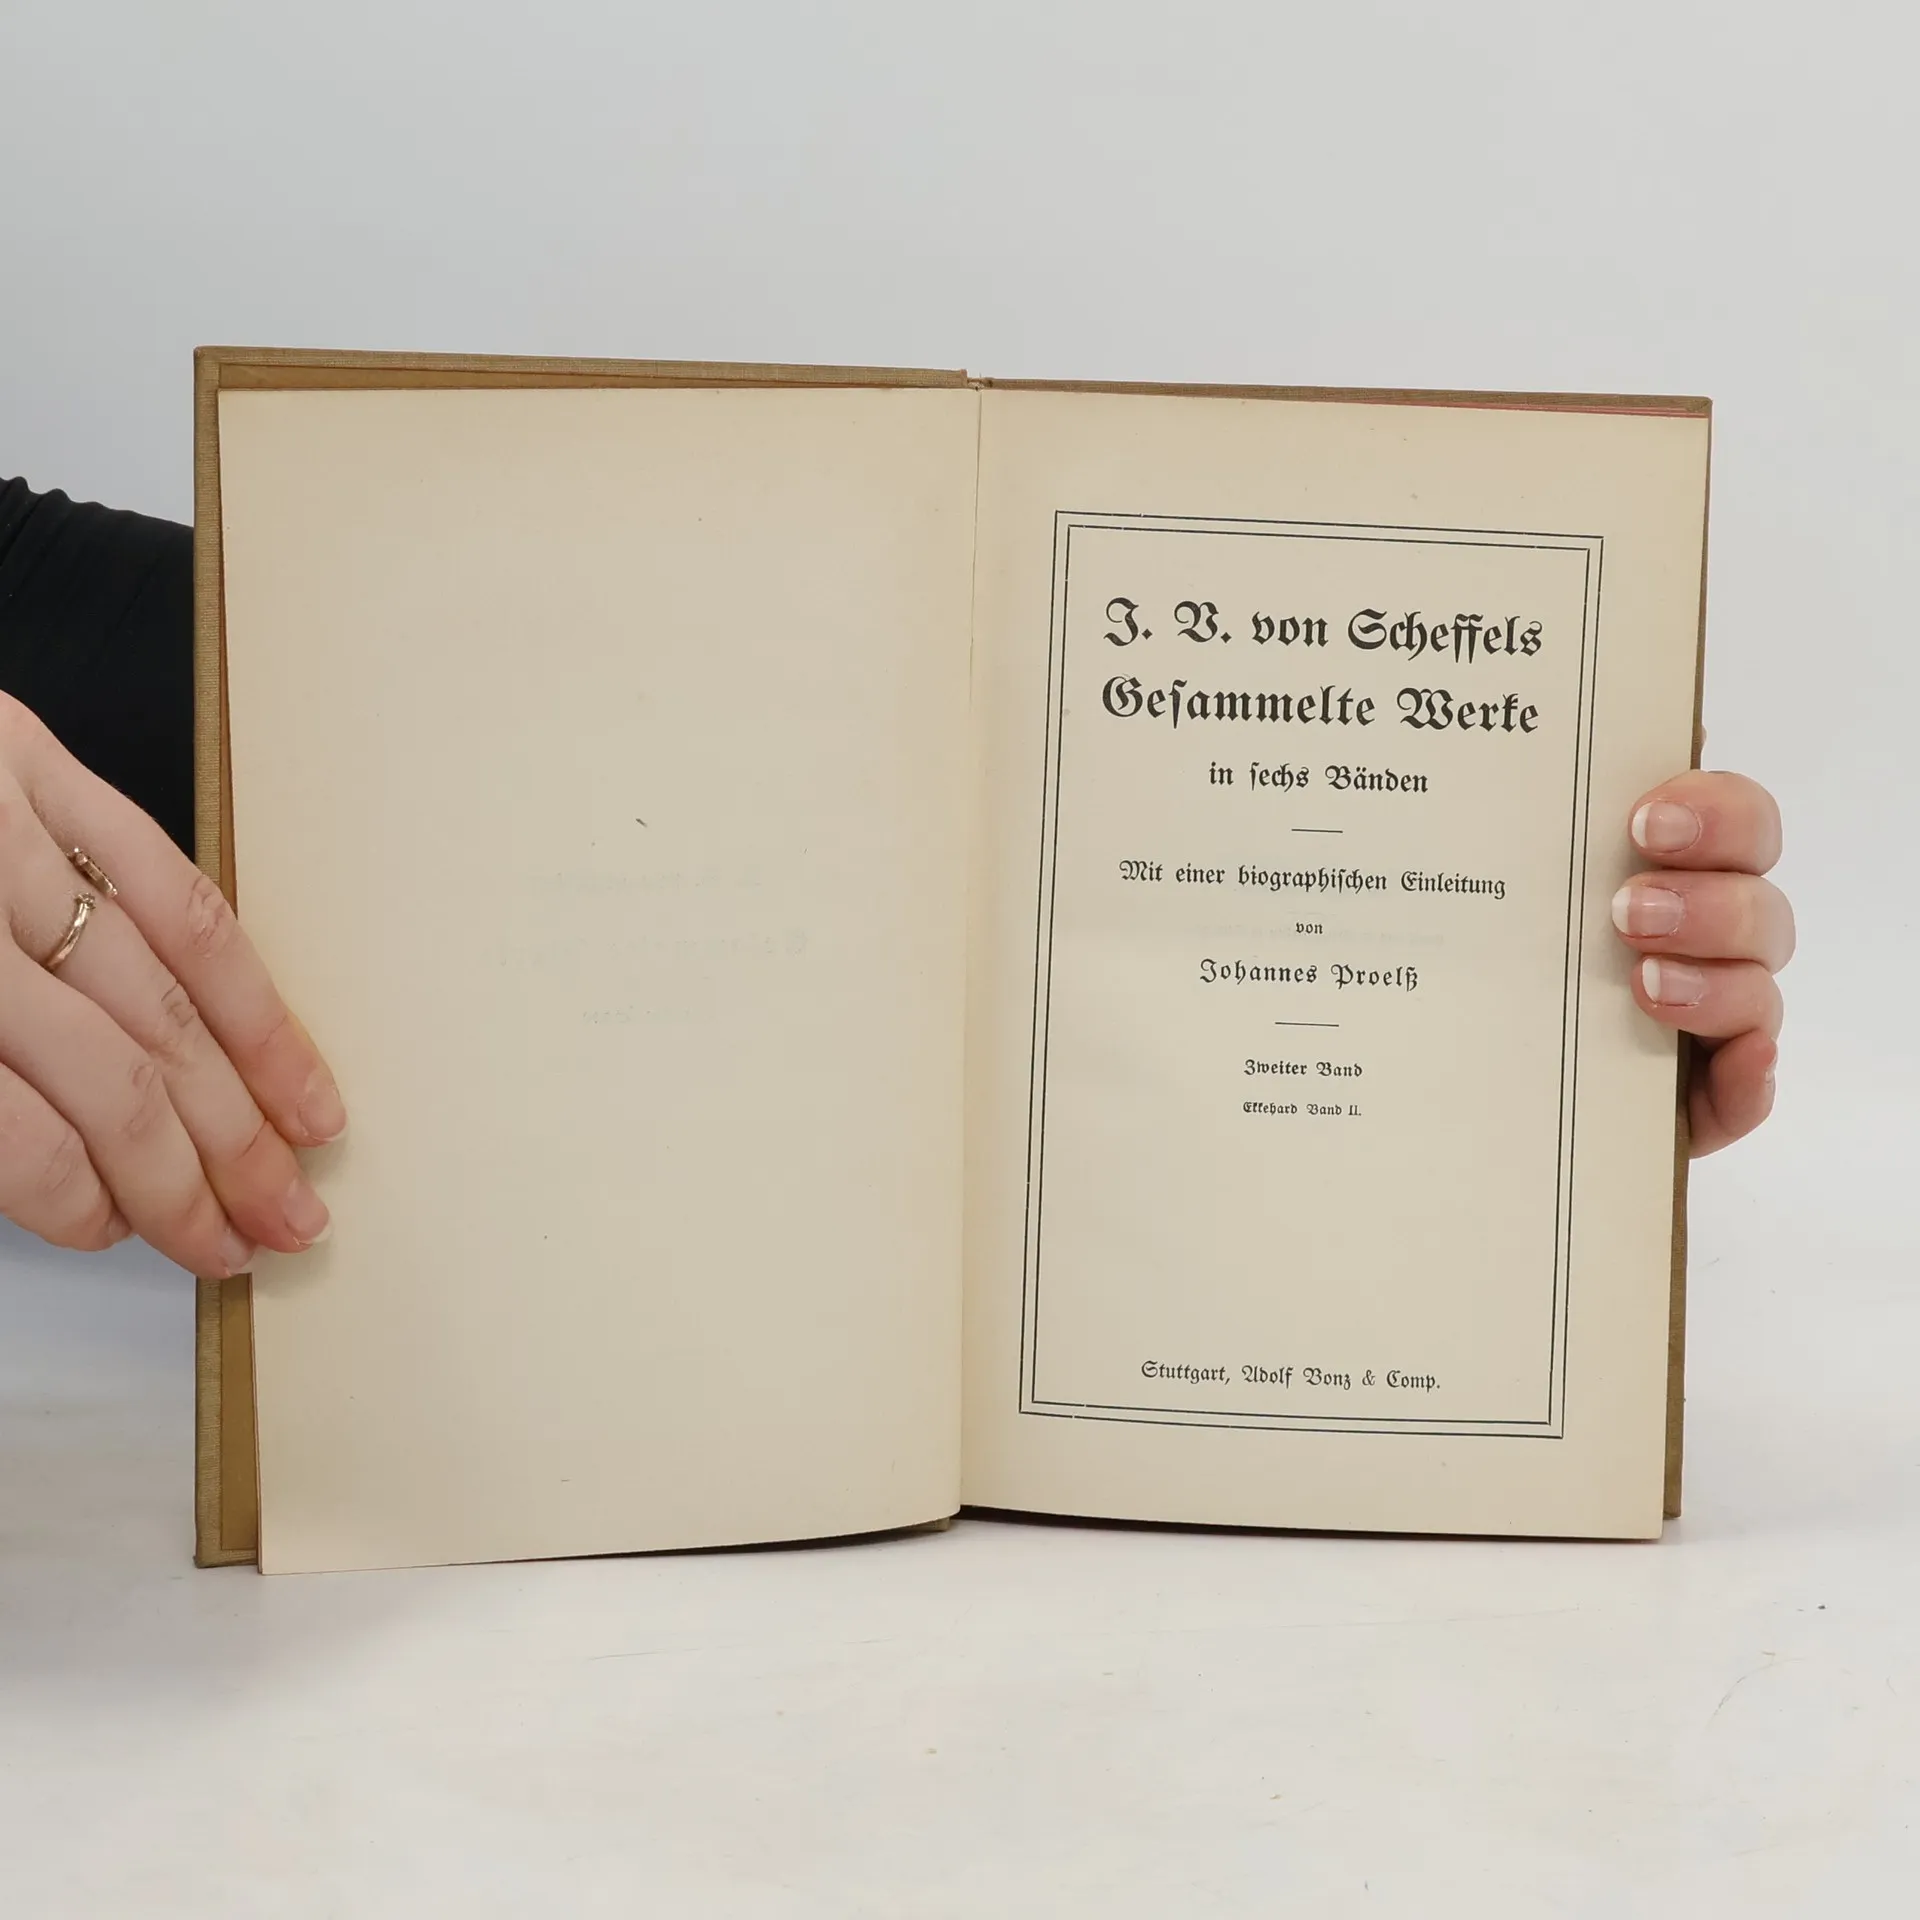 J. V. von Scheffels
Gesammelte Werke
in sechs Bänden
Mit einer biographischen Einleitung
von
Johannes Proelß
Zweiter Band
Ekkehard Band II.
Stuttgart, Adolf Bonz & Comp.